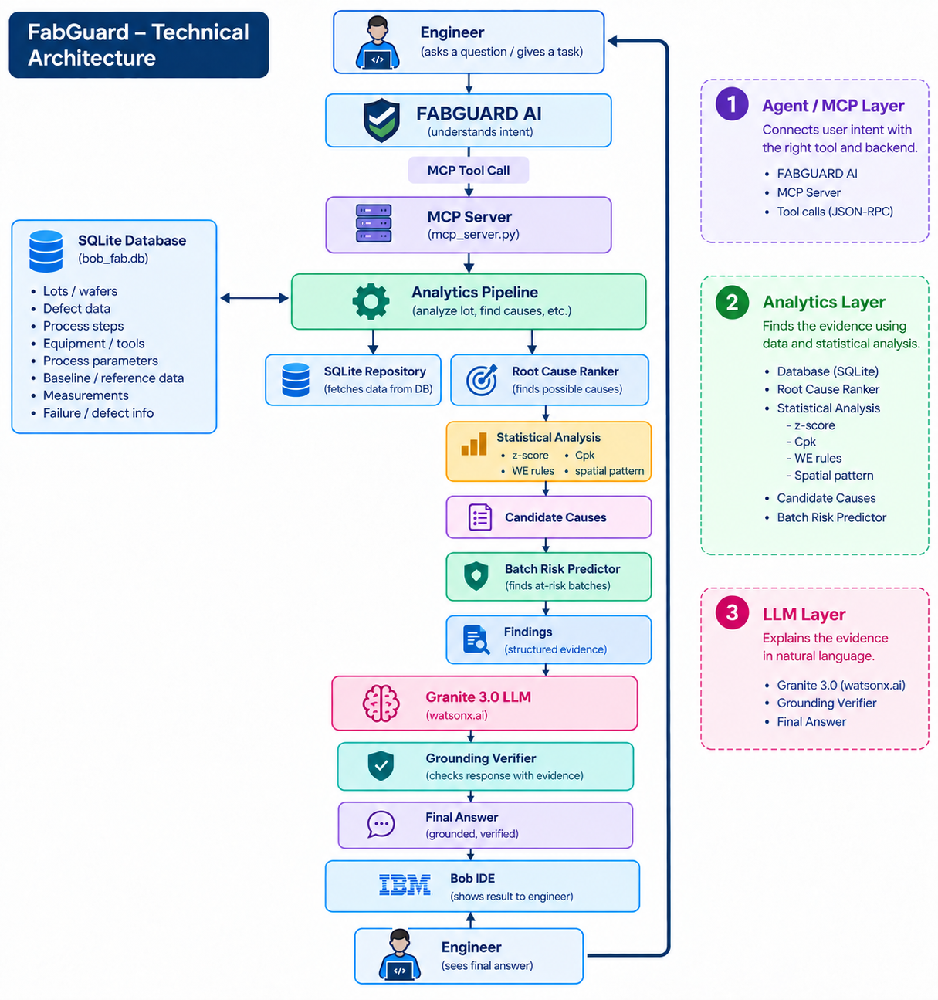 FabGuard – Technical
Architecture
Engineer
(asks a question / gives a task)
</>
FABGUARD AI
(understands intent)
MCP Tool Call
MCP Server
(mcp_server.py)
SQLite Database
(bob_fab.db)
• Lots / wafers
• Defect data
• Process steps
• Equipment / tools
• Process parameters
• Baseline / reference data
• Measurements
• Failure / defect info
Analytics Pipeline
(analyze lot, find causes, etc.)
SQLite Repository
(fetches data from DB)
Root Cause Ranker
(finds possible causes)
Statistical Analysis
• z-score • Cpk
• WE rules • spatial pattern
Candidate Causes
Batch Risk Predictor
(finds at-risk batches)
Findings
(structured evidence)
Granite 3.0 LLM
(watsonx.ai)
Grounding Verifier
(checks response with evidence)
Final Answer
(grounded, verified)
IBM
Bob IDE
(shows result to engineer)
Engineer
(sees final answer)
</>
1
Agent / MCP Layer
Connects user intent with
the right tool and backend.
• FABGUARD AI
• MCP Server
• Tool calls (JSON-RPC)
2
Analytics Layer
Finds the evidence using
data and statistical analysis.
• Database (SQLite)
• Root Cause Ranker
• Statistical Analysis
- z-score
- Cpk
- WE rules
- Spatial pattern
• Candidate Causes
• Batch Risk Predictor
3
LLM Layer
Explains the evidence
in natural language.
• Granite 3.0 (watsonx.ai)
• Grounding Verifier
• Final Answer